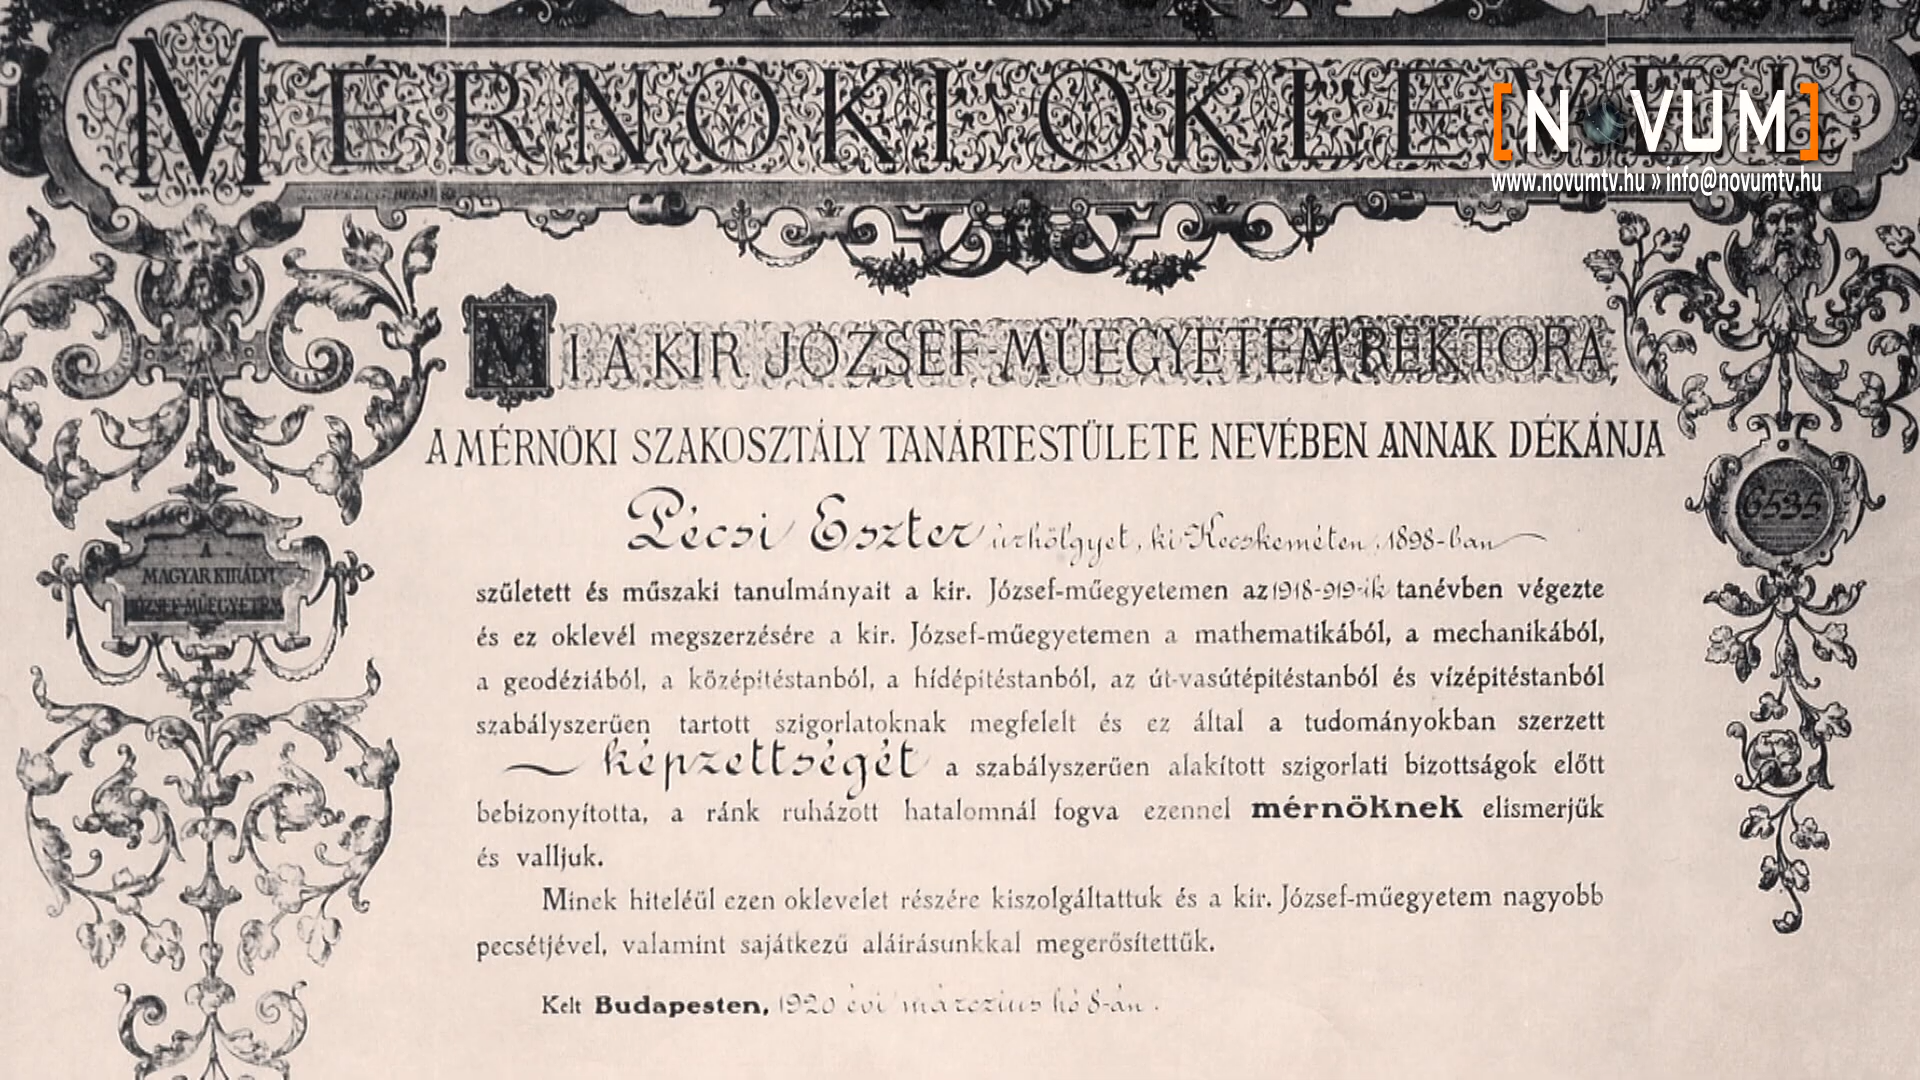 MÉRNÖKI OKLEVÉL
[NOVUM]
www.novumtv.hu » info@novumtv.hu
MI A KIR. JÓZSEF-MŰEGYETEM REKTORA,
A MÉRNÖKI SZAKOSZTÁLY TANÁRTESTÜLETE NEVÉBEN ANNAK DÉKÁNJA
Pécsi Eszter úrhölgyet, ki Kecskeméten, 1898-ban
született és műszaki tanulmányait a kir. József-műegyetemen az 1918-919-ik tanévben végezte
és ez oklevél megszerzésére a kir. József-műegyetemen a mathematikából, a mechanikából,
a geodéziából, a középitéstanból, a hídépitéstanból, az út-vasútépitéstanból és vízépitéstanból
szabályszerűen tartott szigorlatoknak megfelelt és ez által a tudományokban szerzett
képzettségét a szabályszerűen alakított szigorlati bizottságok előtt
bebizonyította, a ránk ruházott hatalomnál fogva ezennel mérnöknek elismerjük
és valljuk.
Minek hiteléül ezen oklevelet részére kiszolgáltattuk és a kir. József-műegyetem nagyobb
pecsétjével, valamint sajátkezű aláirásunkkal megerősítettük.
Kelt Budapesten, 1920 évi márczius hó 8-án.
A
MAGYAR KIRÁLYI
JÓZSEF-MŰEGYETEM
6535